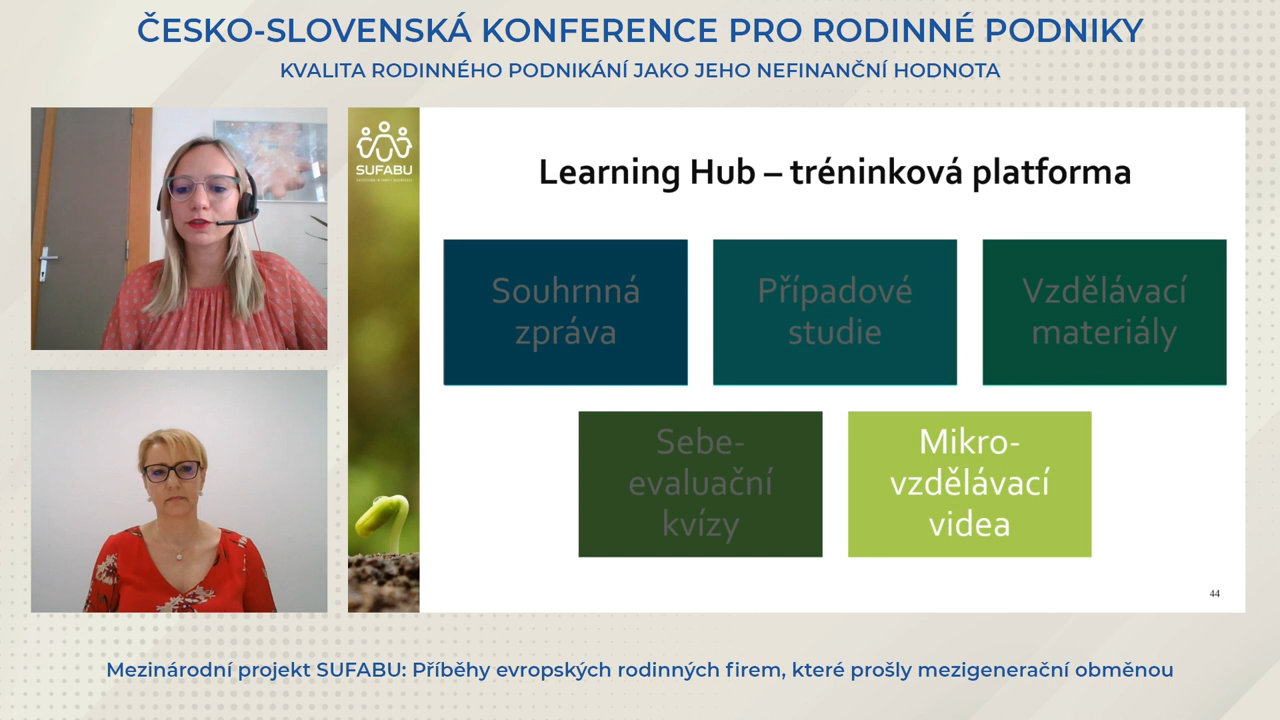 ČESKO-SLOVENSKÁ KONFERENCE PRO RODINNÉ PODNIKY
KVALITA RODINNÉHO PODNIKÁNÍ JAKO JEHO NEFINANČNÍ HODNOTA
SUFABU
Learning Hub – tréninková platforma
Souhrnná
zpráva
Případové
studie
Vzdělávací
materiály
Sebe-
evaluační
kvízy
Mikro-
vzdělávací
videa
44
Mezinárodní projekt SUFABU: Příběhy evropských rodinných firem, které prošly mezigenerační obměnou